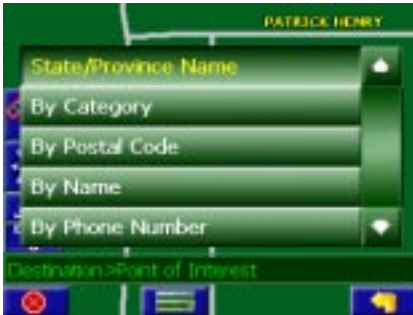 PATRICK HENRY
State/Province Name
By Category
By Postal Code
By Name
By Phone Number
Destination>Point of Interest